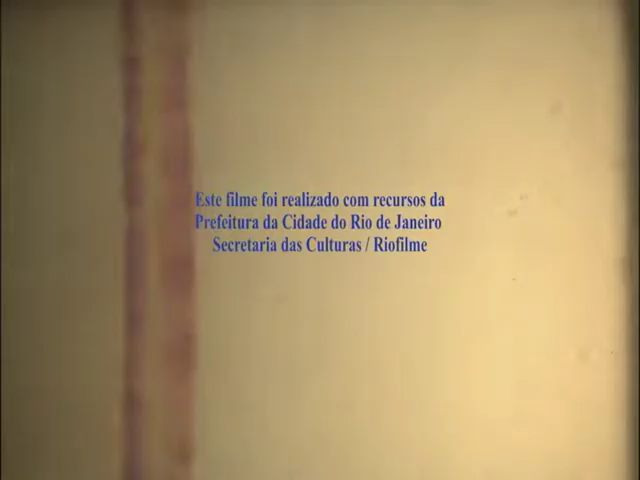 Este filme foi realizado com recursos da
Prefeitura da Cidade do Rio de Janeiro
Secretaria das Culturas / Riofilme